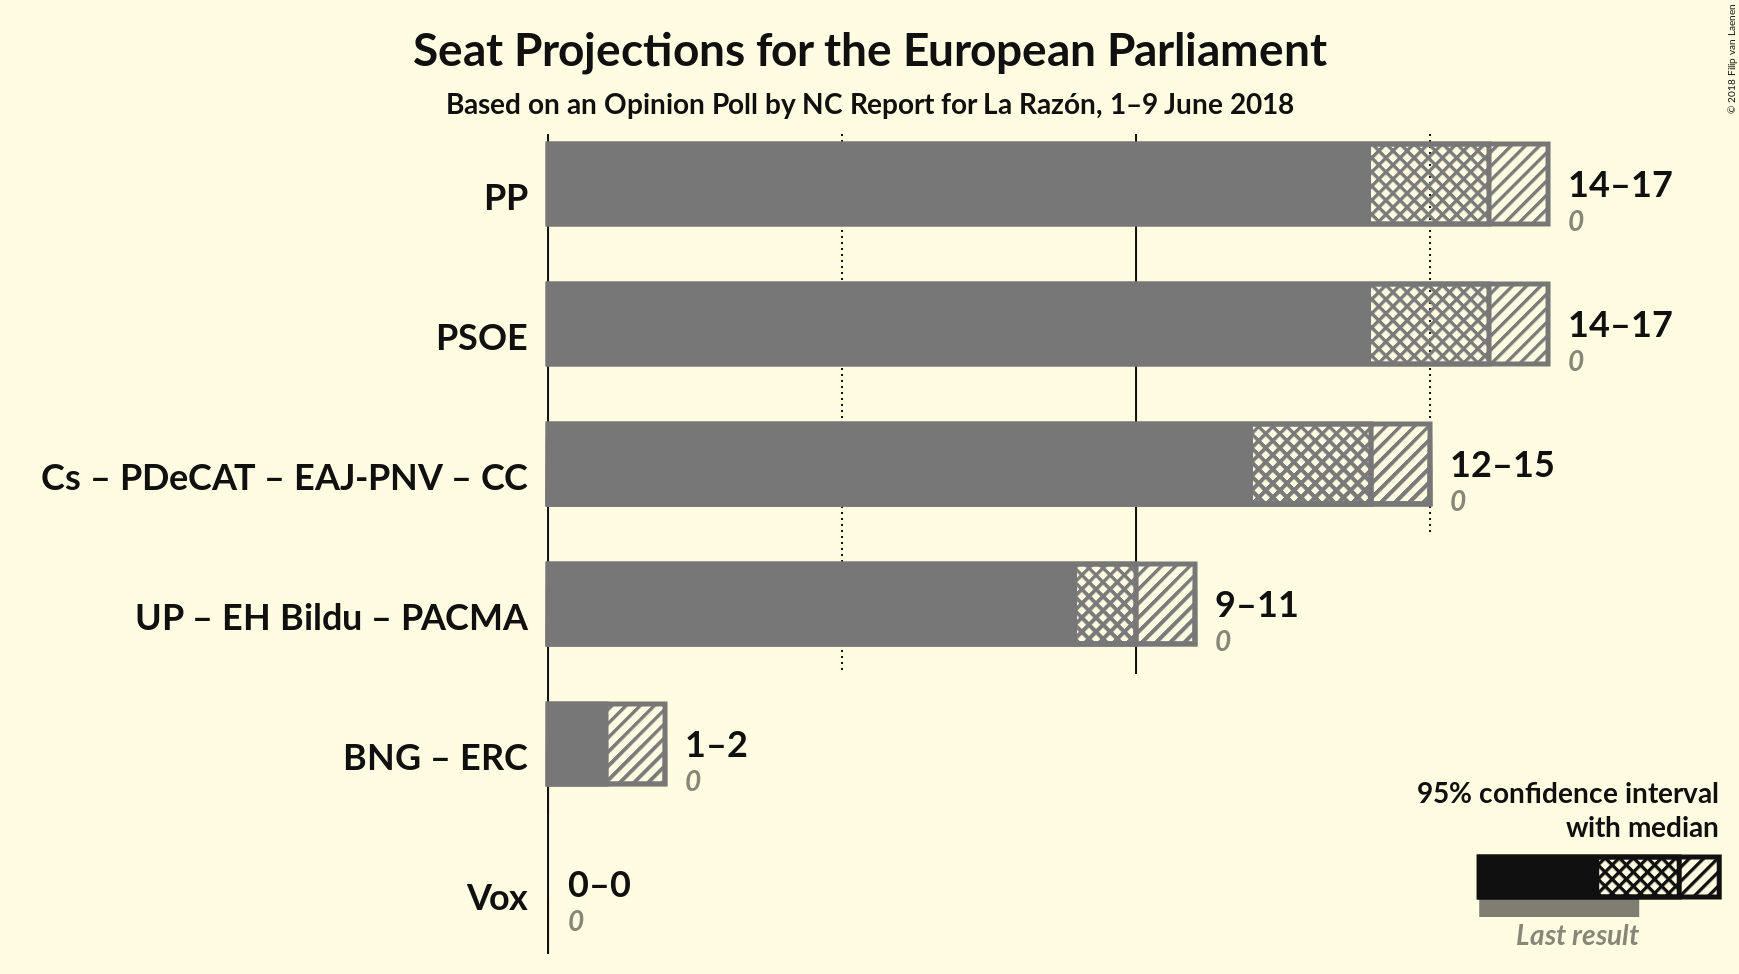 Seat Projections for the European Parliament
Based on an Opinion Poll by NC Report for La Razón, 1–9 June 2018
© 2018 Filip van Laenen
PP
14–17
0
PSOE
14–17
0
Cs – PDeCAT – EAJ-PNV – CC
12–15
0
UP – EH Bildu – PACMA
9–11
0
BNG – ERC
1–2
0
Vox
0–0
0
95% confidence interval
with median
Last result